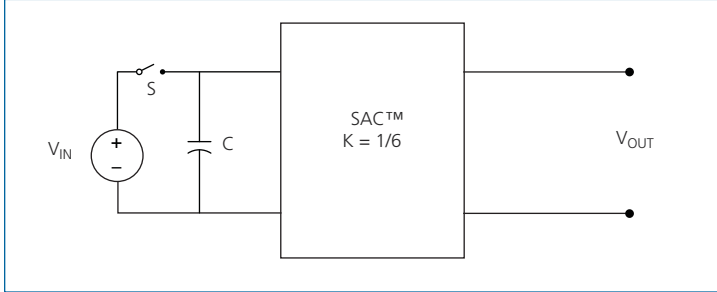 S
V_IN
+
−
C
SAC™
K = 1/6
V_OUT